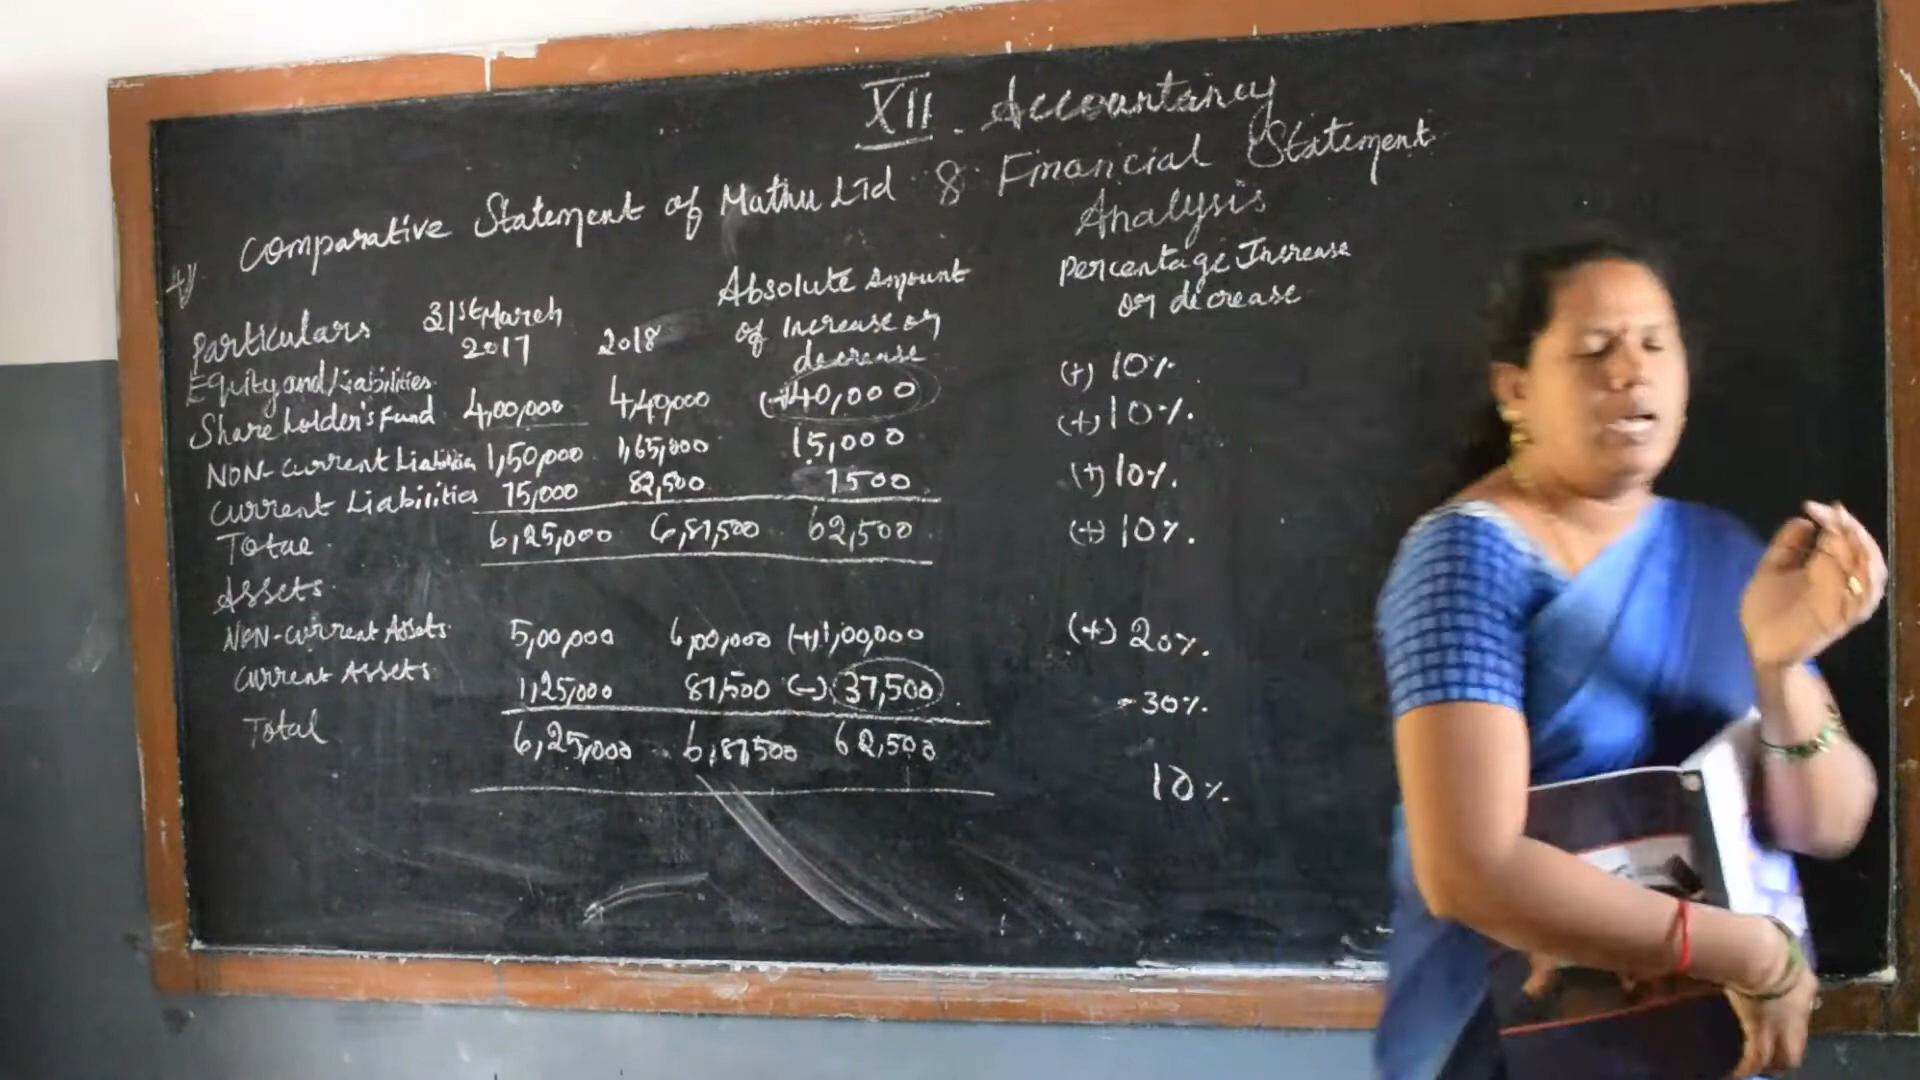 XII. Accountancy
8 Financial Statement
Analysis
4) Comparative Statement of Mathu Ltd
Particulars 31st March 2017 2018 Absolute Amount of Increase or decrease Percentage Increase or decrease
Equity and Liabilities
Shareholder's Fund 4,00,000 4,40,000 (+)40,000 (+) 10%
NON-current Liabilities 1,50,000 1,65,000 15,000 (+) 10%.
Current Liabilities 75,000 82,500 7500 (+) 10%.
Total 6,25,000 6,87,500 62,500 (+) 10%.
Assets.
NON-current Assets 5,00,000 6,00,000 (+)1,00,000 (+) 20%.
Current Assets 1,25,000 87,500 (-) 37,500 -30%.
Total 6,25,000 6,87,500 62,500 10%.